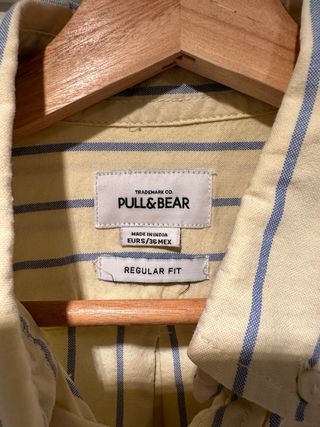 TRADEMARK CO.
PULL&BEAR
MADE IN INDIA
EUR S/36 MEX
REGULAR FIT